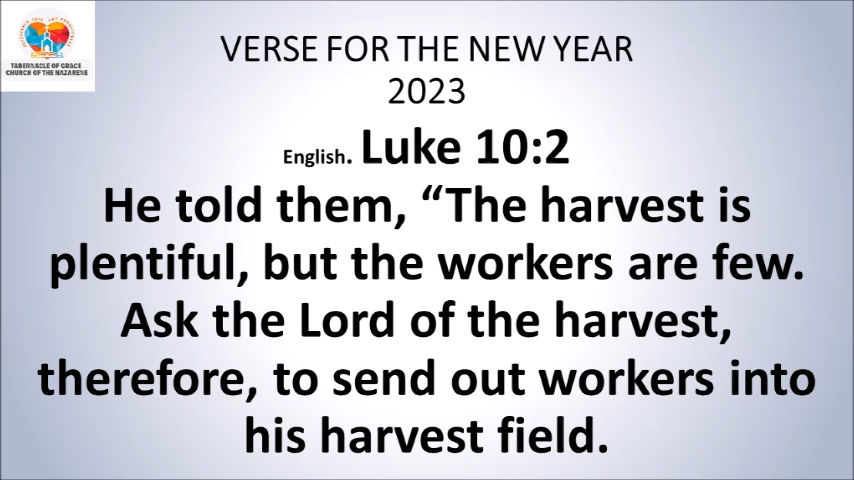 TABERNACLE OF GRACE
CHURCH OF THE NAZARENE
VERSE FOR THE NEW YEAR
2023
English. Luke 10:2
He told them, “The harvest is
plentiful, but the workers are few.
Ask the Lord of the harvest,
therefore, to send out workers into
his harvest field.